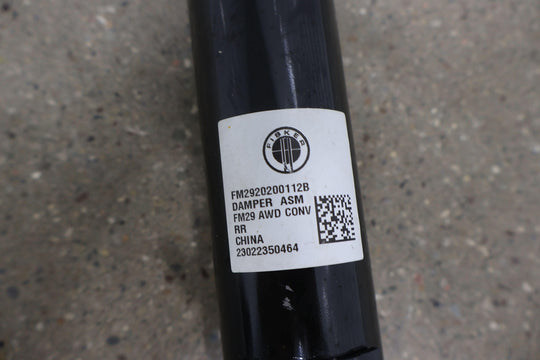 FISKER
FM2920200112B
DAMPER ASM
FM29 AWD CONV
RR
CHINA
23022350464